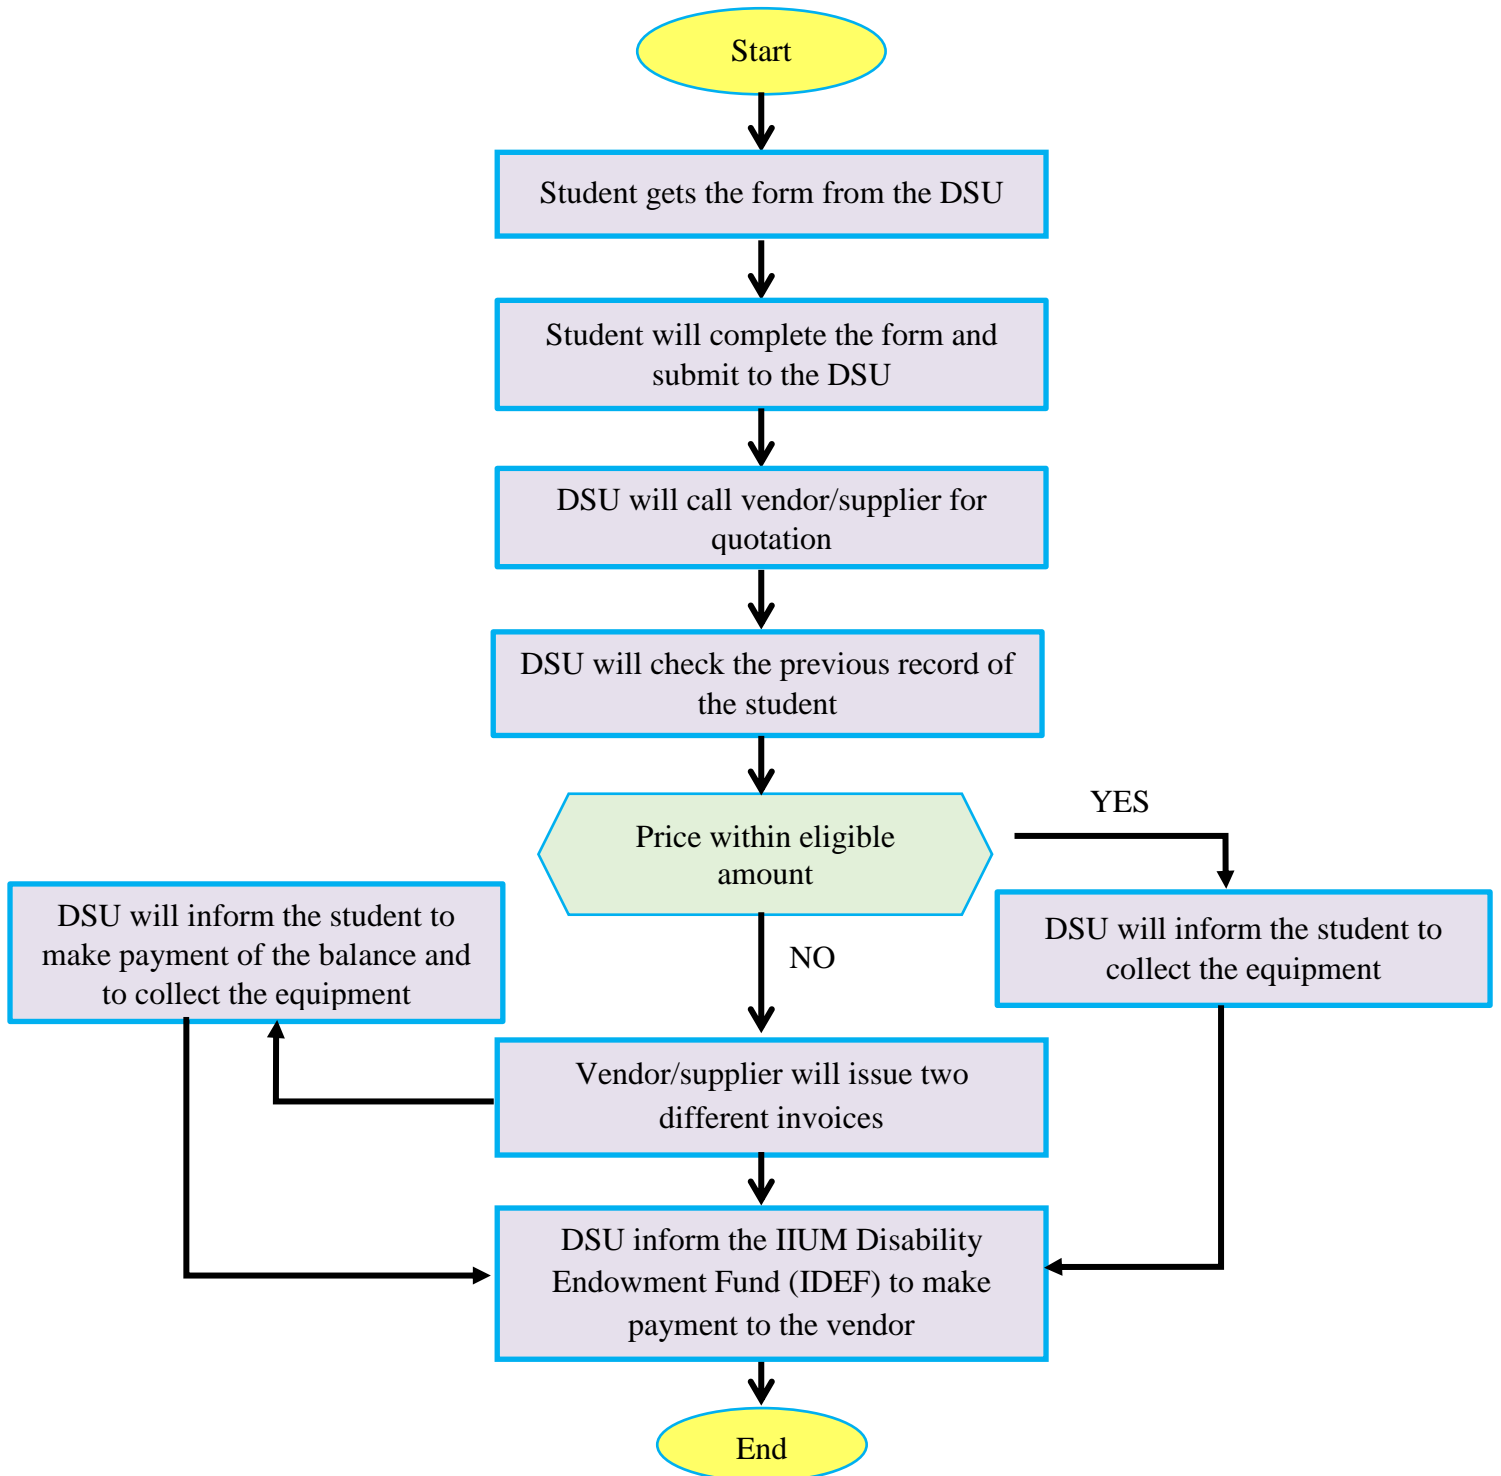 Start
Student gets the form from the DSU
Student will complete the form and
submit to the DSU
DSU will call vendor/supplier for
quotation
DSU will check the previous record of
the student
Price within eligible
amount
YES
NO
DSU will inform the student to
make payment of the balance and
to collect the equipment
DSU will inform the student to
collect the equipment
Vendor/supplier will issue two
different invoices
DSU inform the IIUM Disability
Endowment Fund (IDEF) to make
payment to the vendor
End